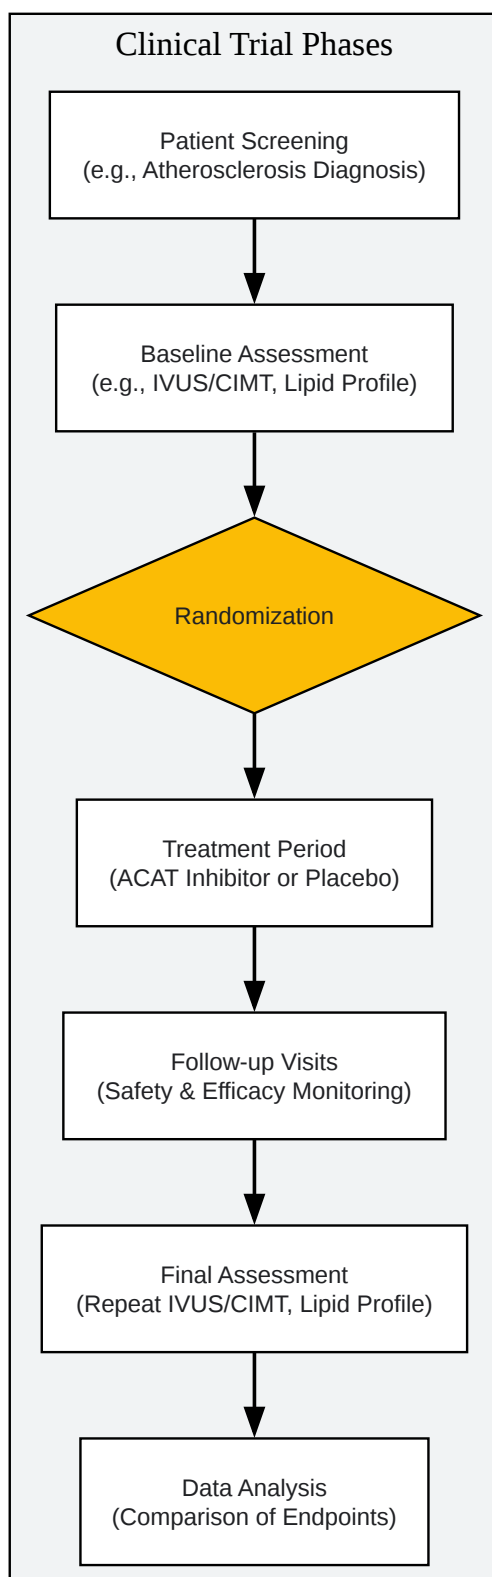 Clinical Trial Phases
Patient Screening
(e.g., Atherosclerosis Diagnosis)
Baseline Assessment
(e.g., IVUS/CIMT, Lipid Profile)
Randomization
Treatment Period
(ACAT Inhibitor or Placebo)
Follow-up Visits
(Safety & Efficacy Monitoring)
Final Assessment
(Repeat IVUS/CIMT, Lipid Profile)
Data Analysis
(Comparison of Endpoints)